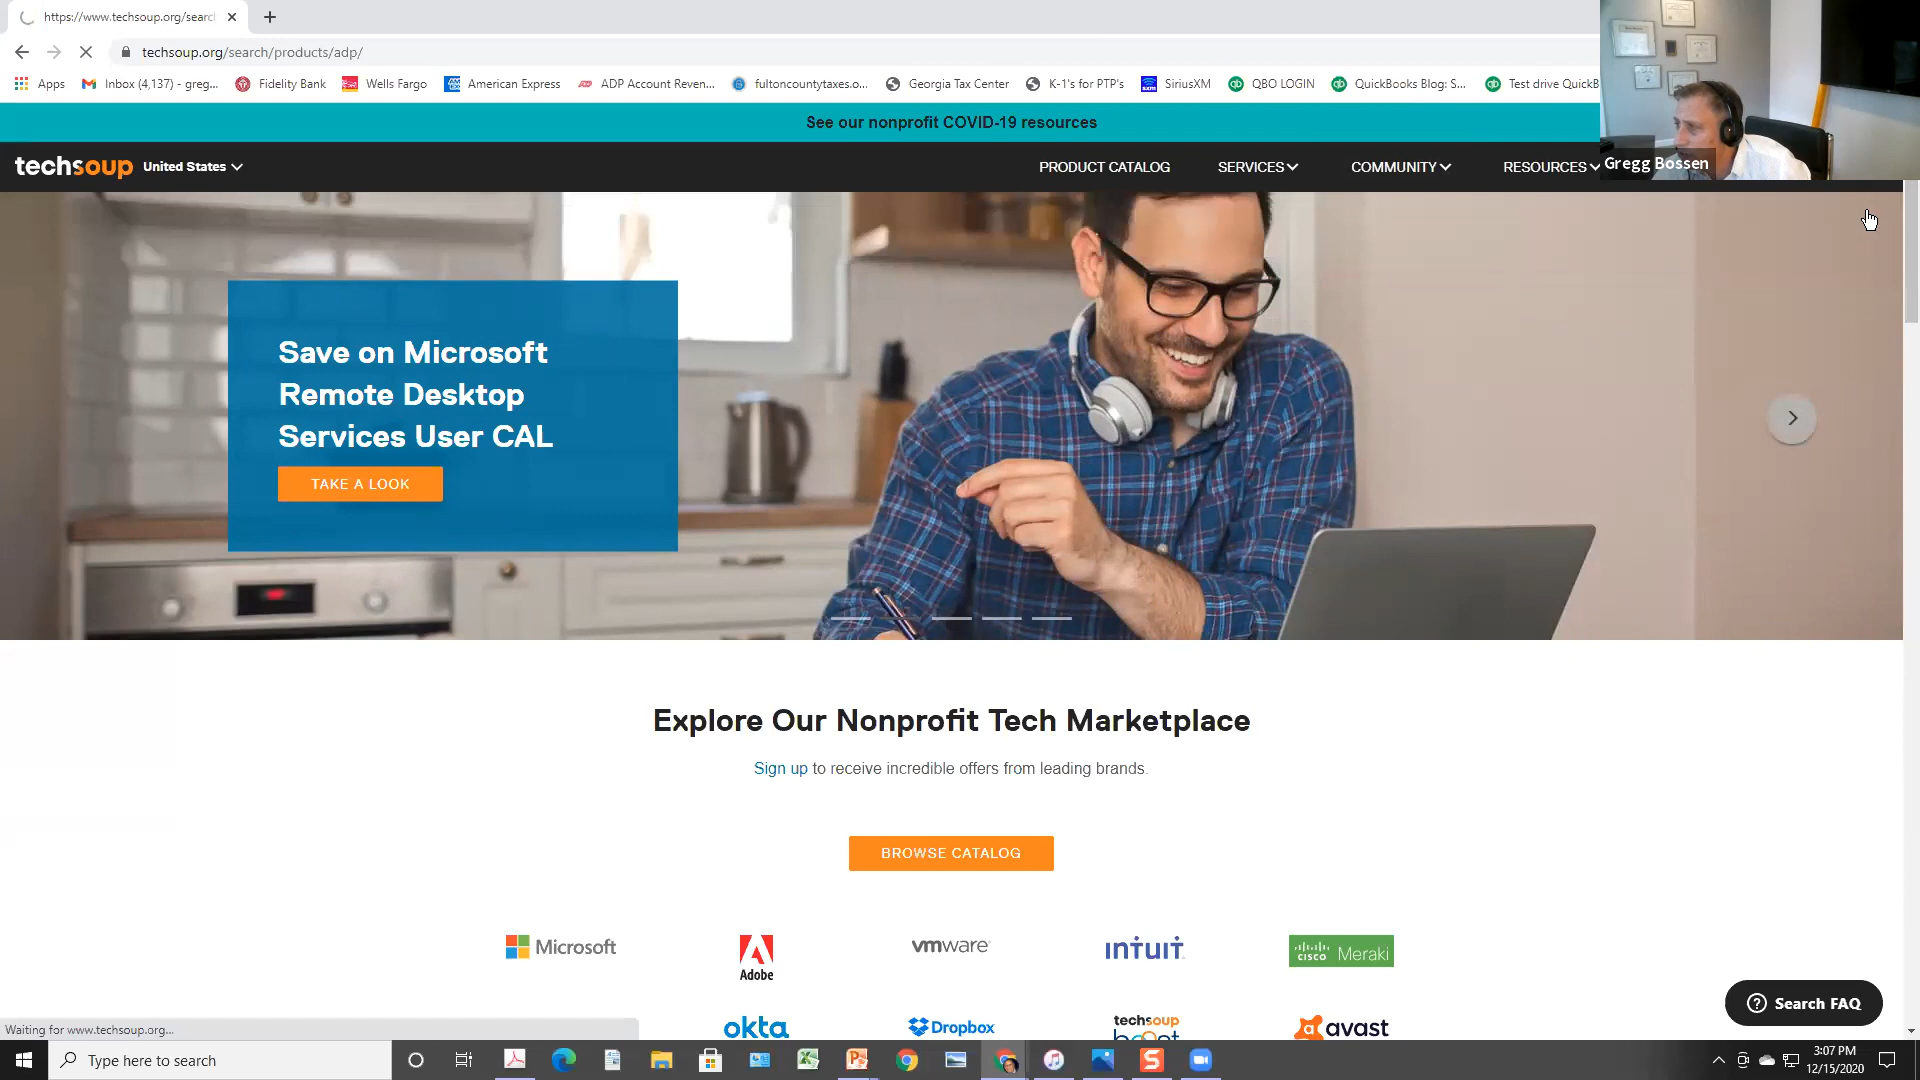 https://www.techsoup.org/searc
techsoup.org/search/products/adp/
Apps
Inbox (4,137) - greg...
Fidelity Bank
Wells Fargo
American Express
ADP Account Reven...
fultoncountytaxes.o...
Georgia Tax Center
K-1's for PTP's
SiriusXM
QBO LOGIN
QuickBooks Blog: S...
Test drive QuickB
See our nonprofit COVID-19 resources
techsoup
United States
PRODUCT CATALOG
SERVICES
COMMUNITY
RESOURCES
Gregg Bossen
Save on Microsoft
Remote Desktop
Services User CAL
TAKE A LOOK
Explore Our Nonprofit Tech Marketplace
Sign up to receive incredible offers from leading brands.
BROWSE CATALOG
Microsoft
Adobe
vmware
intuit
cisco Meraki
Search FAQ
okta
Dropbox
techsoup
boost
avast
Waiting for www.techsoup.org...
Type here to search
3:07 PM
12/15/2020